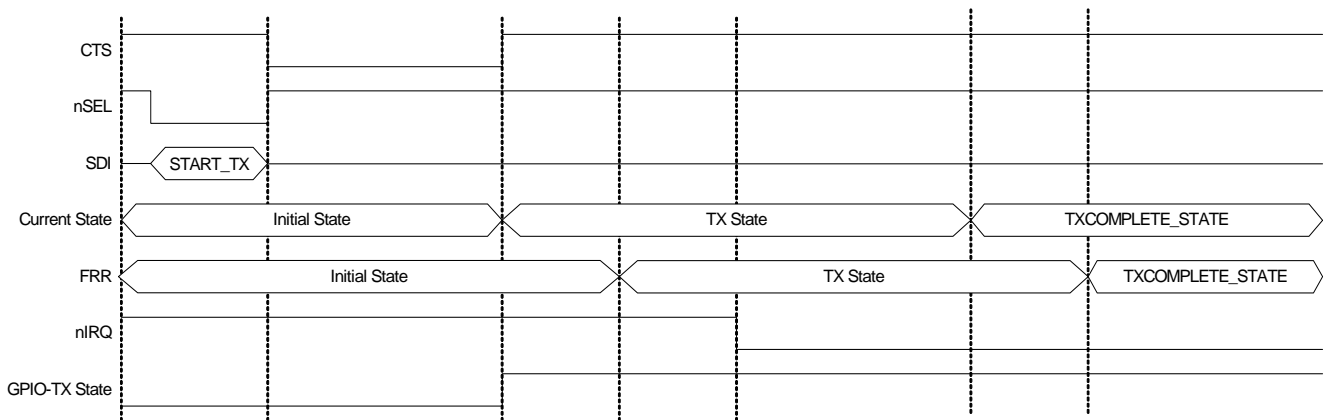 CTS
nSEL
SDI START_TX
Current State Initial State TX State TXCOMPLETE_STATE
FRR Initial State TX State TXCOMPLETE_STATE
nIRQ
GPIO-TX State